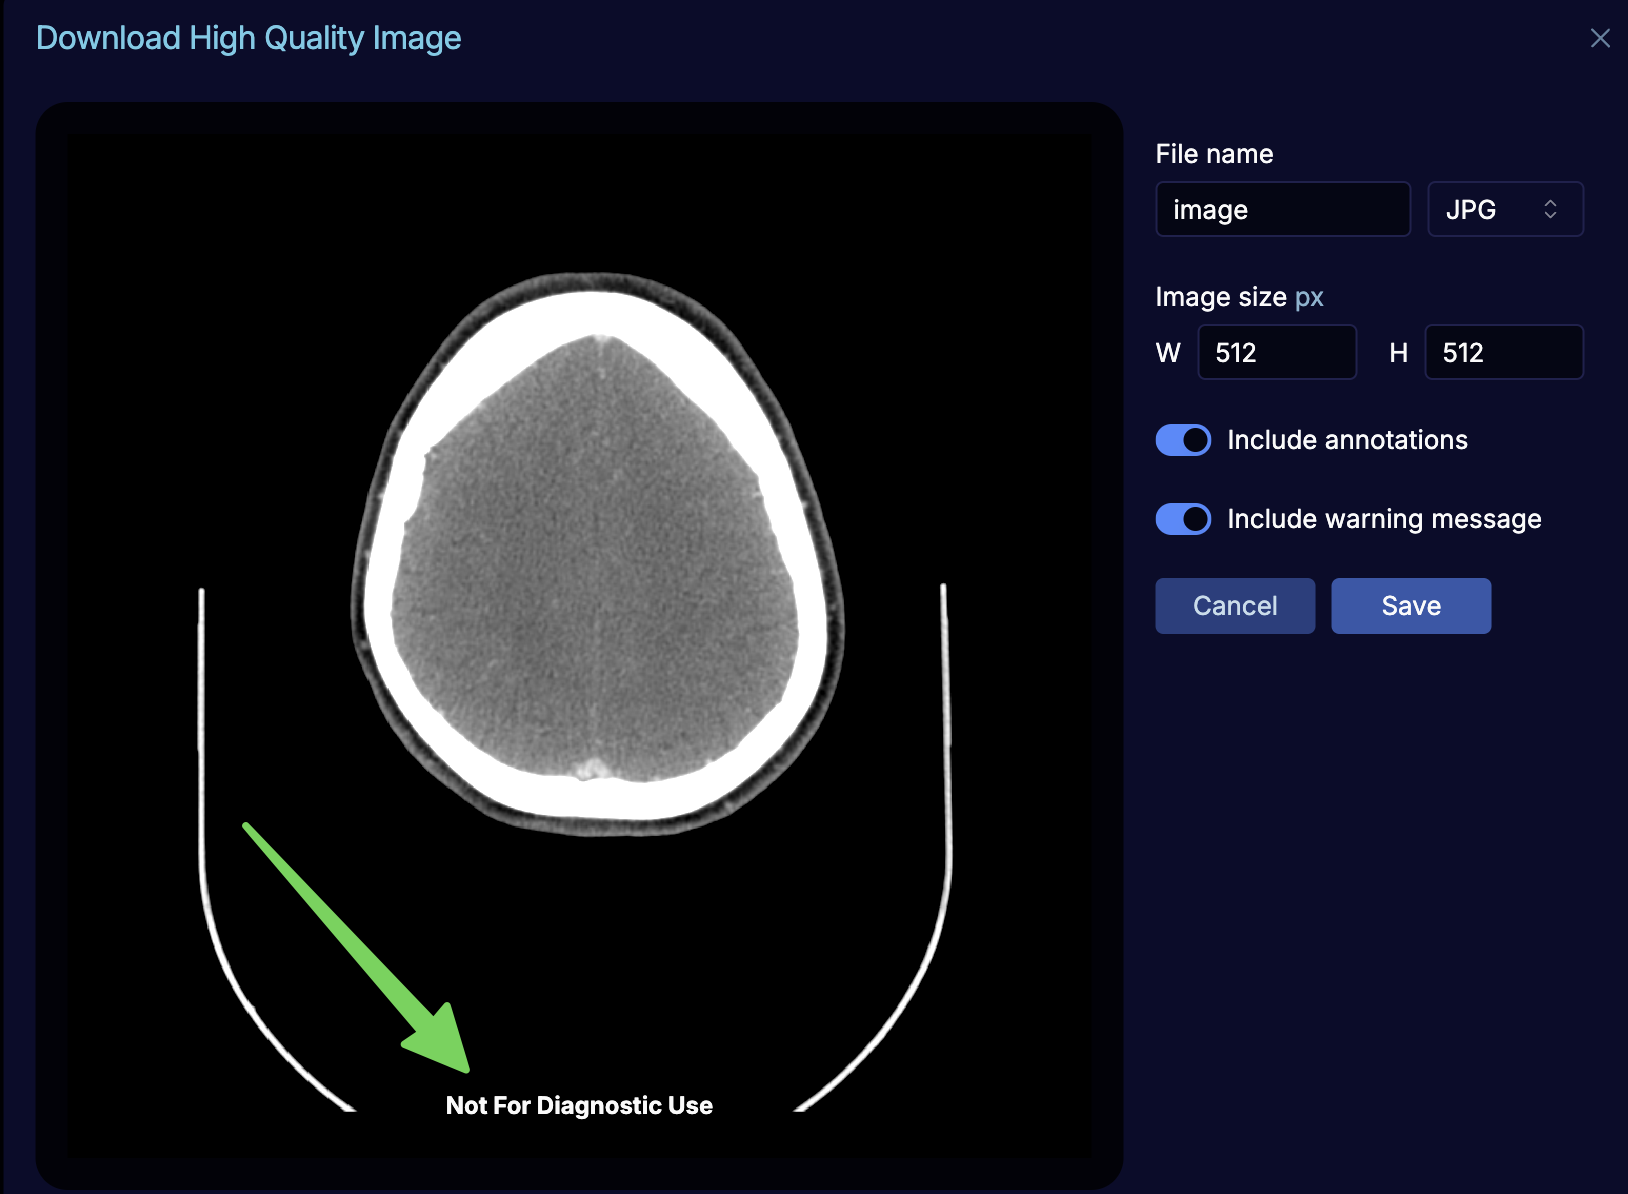 Download High Quality Image
File name
image
JPG
Image size px
W 512 H 512
Include annotations
Include warning message
Cancel Save
Not For Diagnostic Use